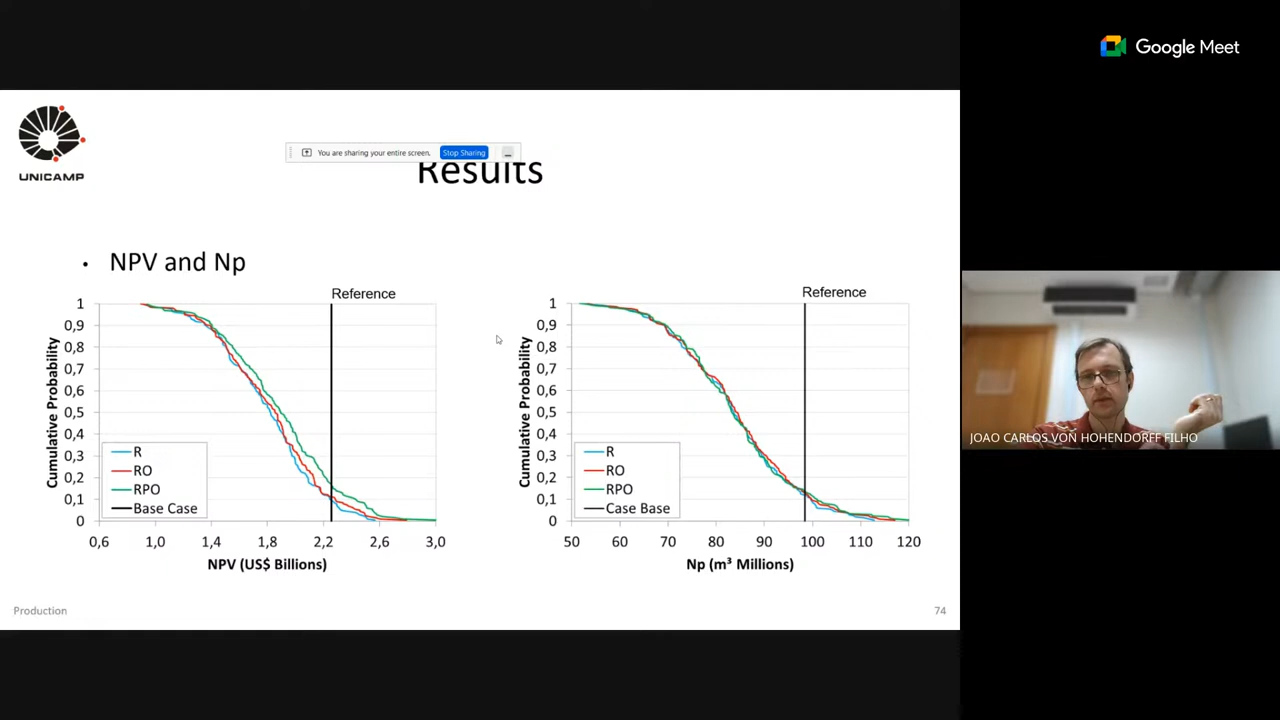 Google Meet
UNICAMP
You are sharing your entire screen. Stop Sharing
Results
• NPV and Np
Reference
1
0,9
0,8
0,7
0,6
0,5
0,4
0,3
0,2
0,1
0
Cumulative Probability
R
RO
RPO
Base Case
0,6 1,0 1,4 1,8 2,2 2,6 3,0
NPV (US$ Billions)
Reference
1
0,9
0,8
0,7
0,6
0,5
0,4
0,3
0,2
0,1
0
Cumulative Probability
R
RO
RPO
Case Base
50 60 70 80 90 100 110 120
Np (m³ Millions)
JOAO CARLOS VON HOHENDORFF FILHO
Production
74